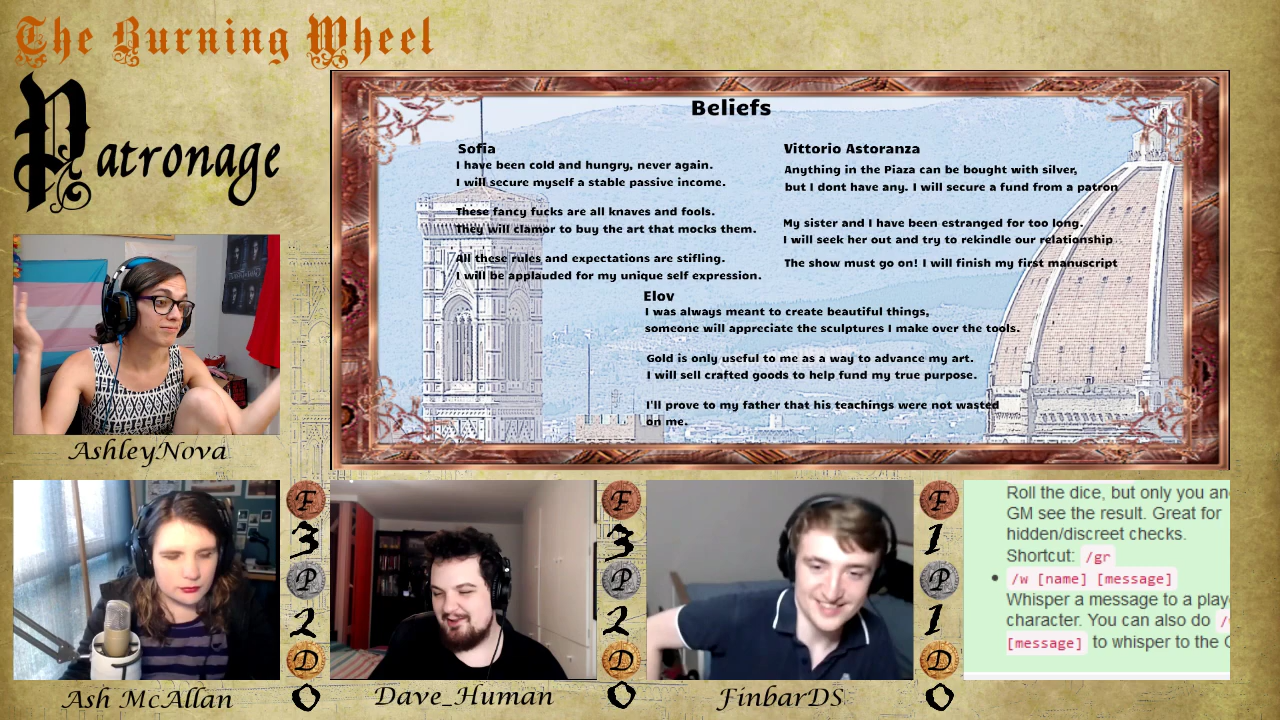 The Burning Wheel
Patronage
Beliefs
Sofia
I have been cold and hungry, never again.
I will secure myself a stable passive income.
These fancy fucks are all knaves and fools.
They will clamor to buy the art that mocks them.
All these rules and expectations are stifling.
I will be applauded for my unique self expression.
Vittorio Astoranza
Anything in the Piaza can be bought with silver,
but I dont have any. I will secure a fund from a patron
My sister and I have been estranged for too long.
I will seek her out and try to rekindle our relationship
The show must go on! I will finish my first manuscript
Elov
I was always meant to create beautiful things,
someone will appreciate the sculptures I make over the tools.
Gold is only useful to me as a way to advance my art.
I will sell crafted goods to help fund my true purpose.
I'll prove to my father that his teachings were not wasted
on me.
AshleyNova
F
3
P
2
D
0
Ash McAllan
F
3
P
2
D
0
Dave_Human
F
1
P
1
D
0
FinbarDS
Roll the dice, but only you an
GM see the result. Great for
hidden/discreet checks.
Shortcut: /gr
/w [name] [message]
Whisper a message to a playe
character. You can also do /
[message] to whisper to the